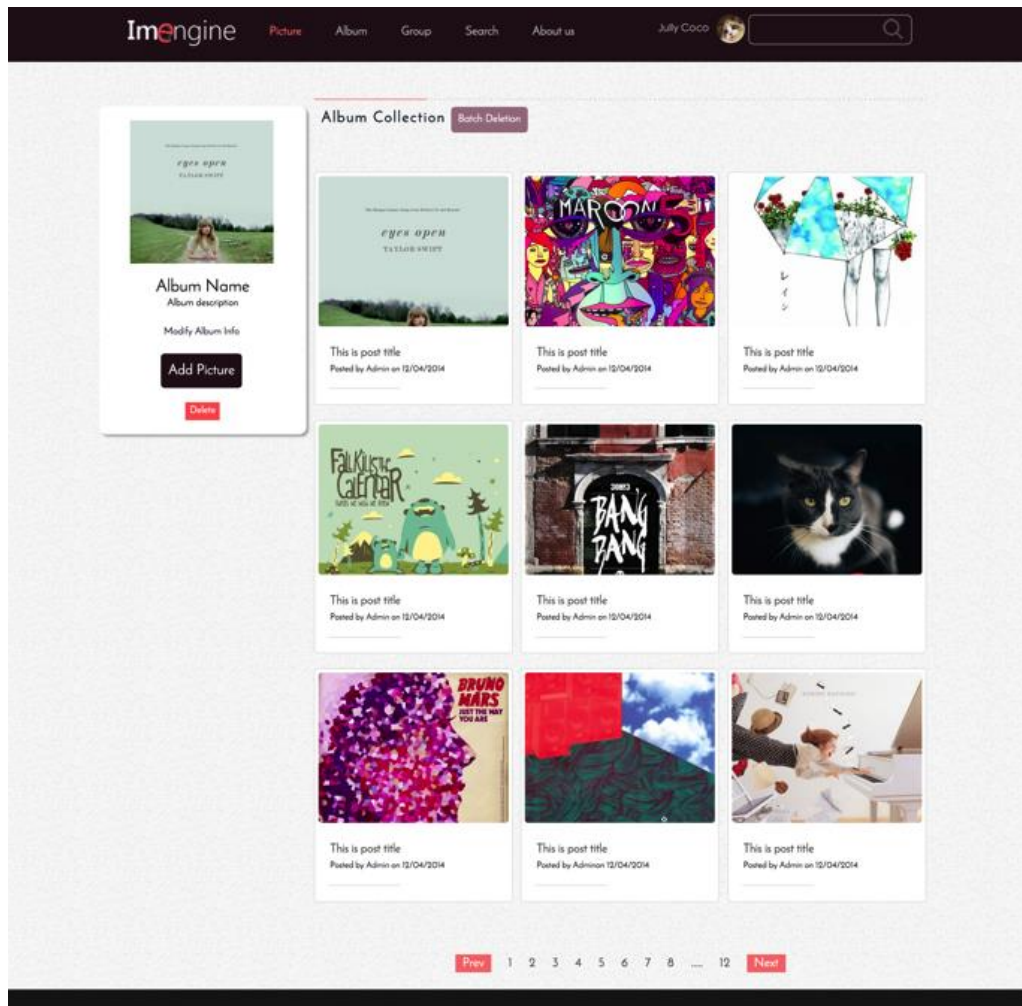 Imengine
Picture
Album
Group
Search
About us
Jully Coco
eyes open
TAYLOR SWIFT
Album Name
Album description
Modify Album Info
Add Picture
Delete
Album Collection
Batch Deletion
eyes open
TAYLOR SWIFT
MAROON 5
レイン
This is post title
Posted by Admin on 12/04/2014
This is post title
Posted by Admin on 12/04/2014
This is post title
Posted by Admin on 12/04/2014
CALENDAR
BANG
BANG
This is post title
Posted by Admin on 12/04/2014
This is post title
Posted by Admin on 12/04/2014
This is post title
Posted by Admin on 12/04/2014
BRUNO
MARS
JUST THE WAY
YOU ARE
This is post title
Posted by Admin on 12/04/2014
This is post title
Posted by Adminon 12/04/2014
This is post title
Posted by Admin on 12/04/2014
Prev 1 2 3 4 5 6 7 8 ..... 12 Next